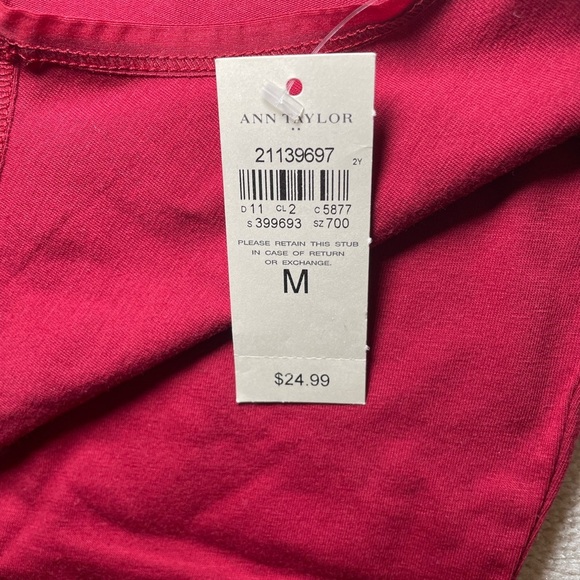 ANN TAYLOR
21139697 2Y
D 11 CL 2 C 5877
S 399693 SZ 700
PLEASE RETAIN THIS STUB
IN CASE OF RETURN
OR EXCHANGE.
M
$24.99